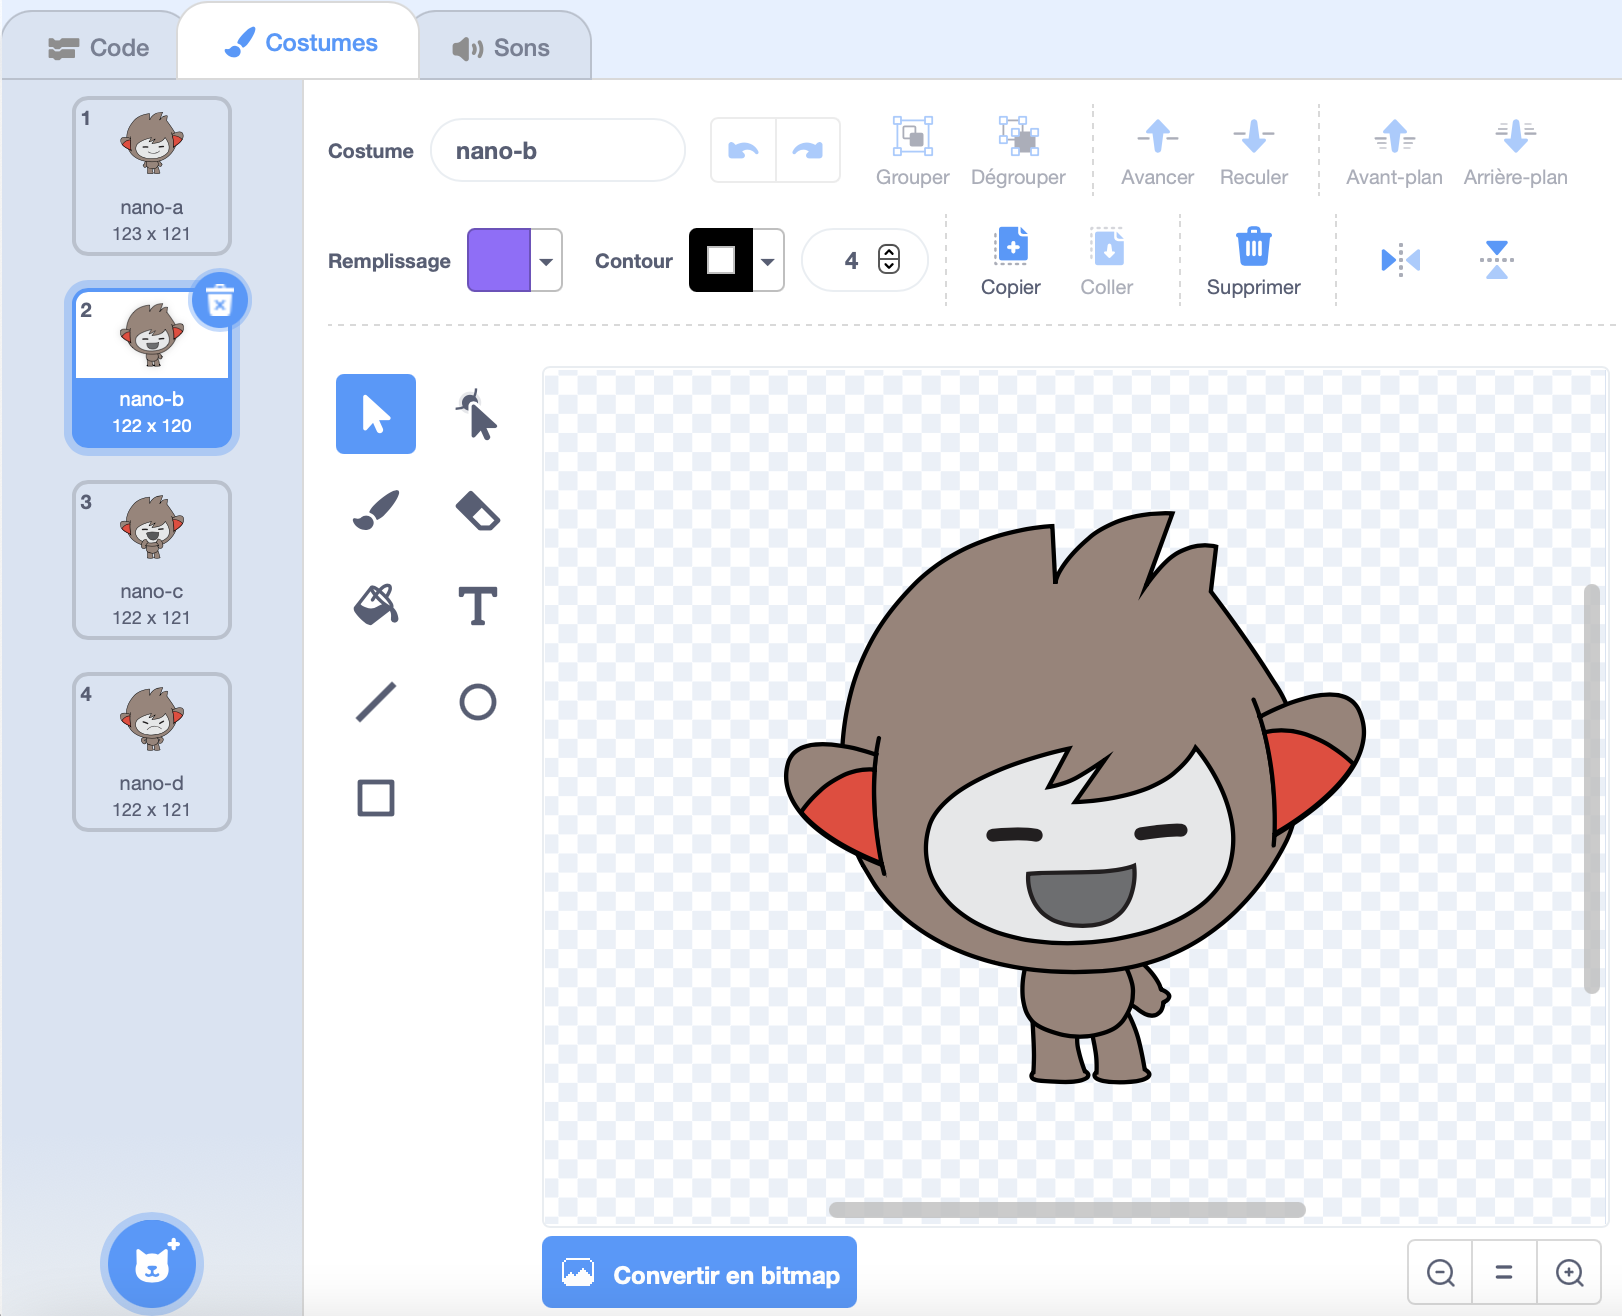 Code
Costumes
Sons
1
nano-a
123 x 121
2
nano-b
122 x 120
3
nano-c
122 x 121
4
nano-d
122 x 121
Costume
nano-b
Grouper
Dégrouper
Avancer
Reculer
Avant-plan
Arrière-plan
Remplissage
Contour
4
Copier
Coller
Supprimer
Convertir en bitmap